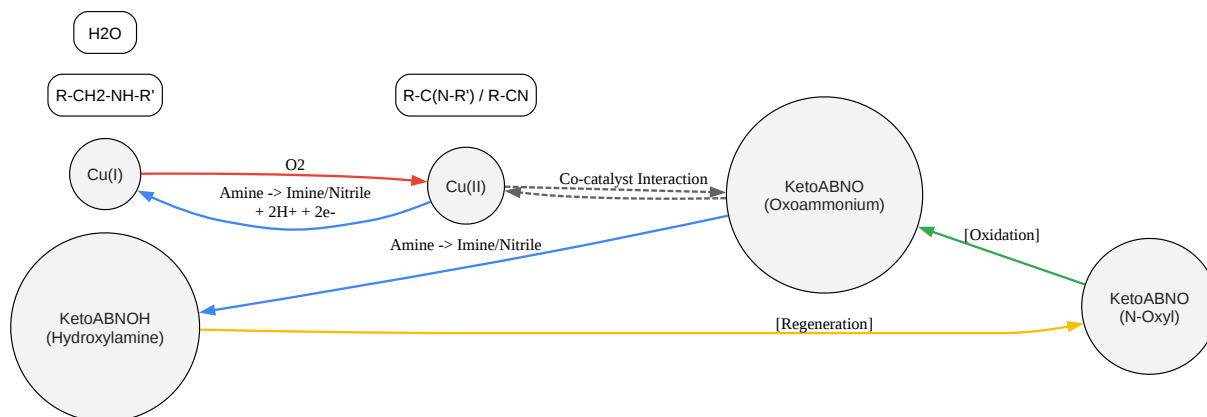 H2O
R-CH2-NH-R'
R-C(N-R') / R-CN
Cu(I)
O2
Cu(II)
Amine -> Imine/Nitrile
+ 2H+ + 2e-
Co-catalyst Interaction
KetoABNO
(Oxoammonium)
Amine -> Imine/Nitrile
[Oxidation]
KetoABNOH
(Hydroxylamine)
[Regeneration]
KetoABNO
(N-Oxyl)